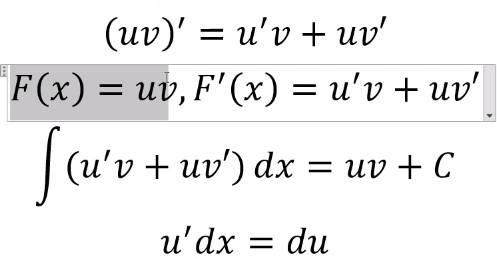 (uv)′ = u′v + uv′
F(x) = uv, F′(x) = u′v + uv′
∫(u′v + uv′) dx = uv + C
u′dx = du